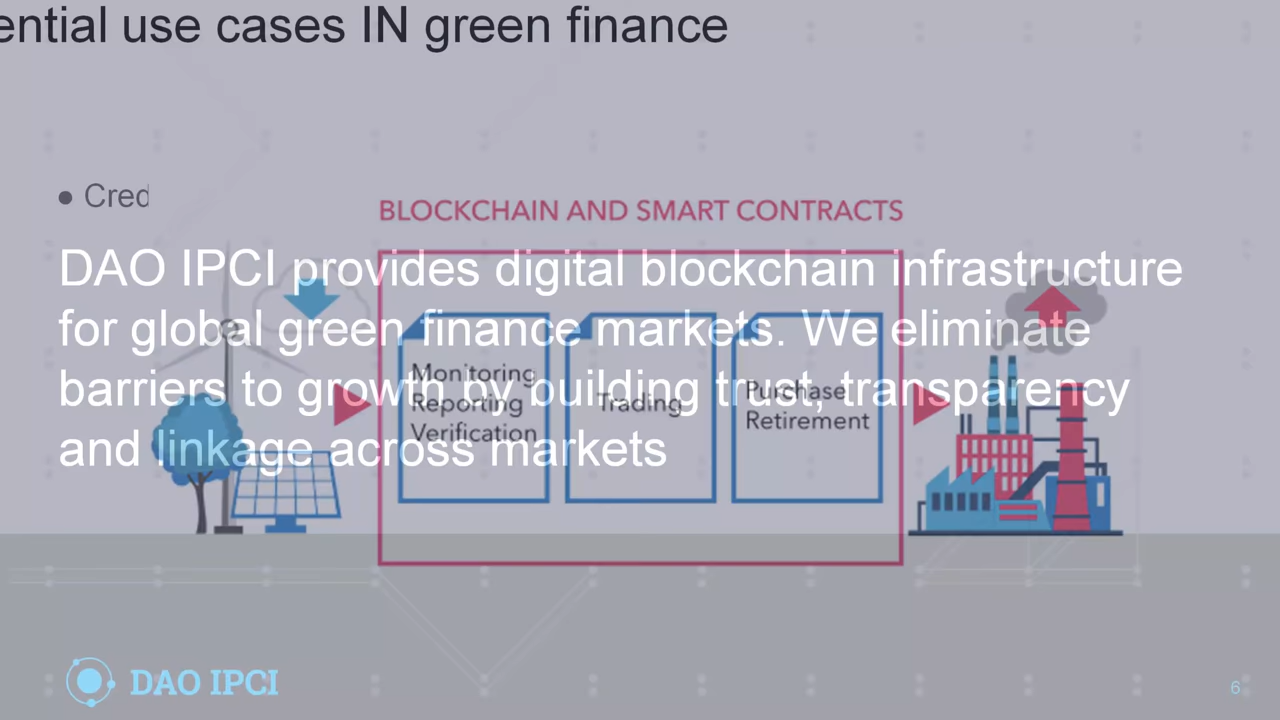 ential use cases IN green finance
• Cred
BLOCKCHAIN AND SMART CONTRACTS
DAO IPCI provides digital blockchain infrastructure
for global green finance markets. We eliminate
barriers to growth by building trust, transparency
and linkage across markets
Monitoring
Reporting
Verification
Trading
Purchase
Retirement
DAO IPCI
6